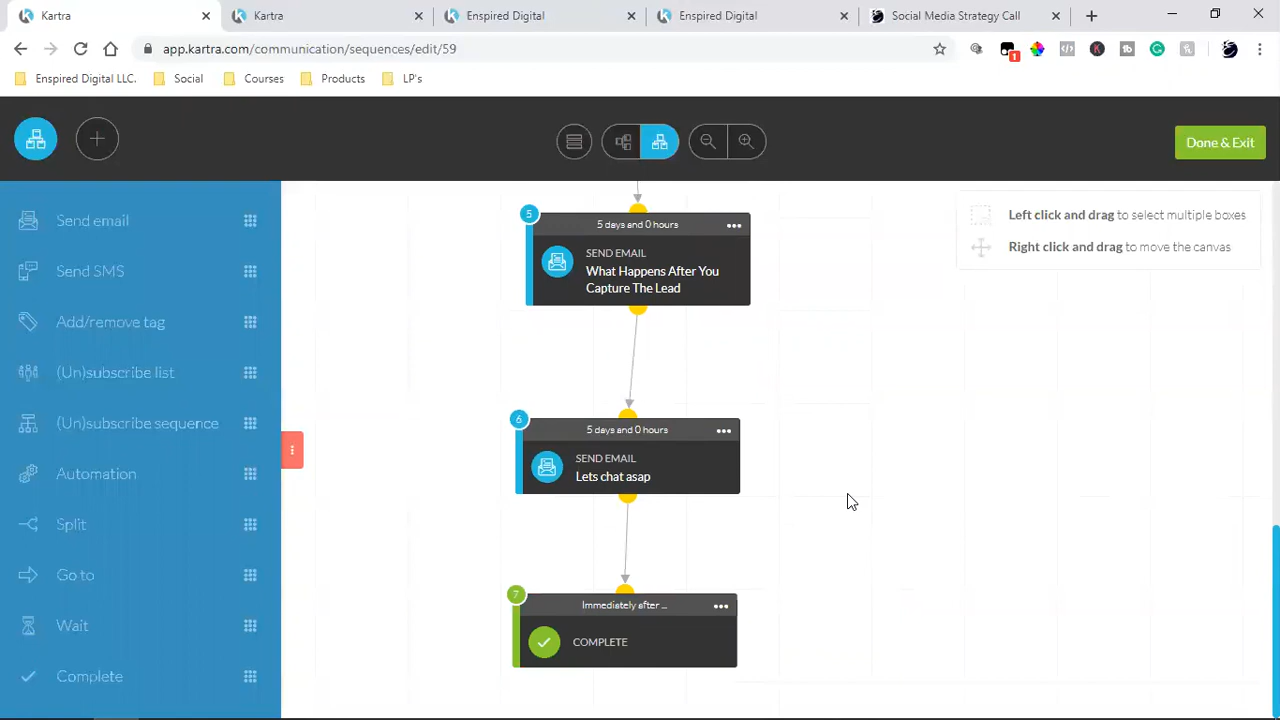 Kartra
Kartra
Enspired Digital
Enspired Digital
Social Media Strategy Call
app.kartra.com/communication/sequences/edit/59
1
Enspired Digital LLC.
Social
Courses
Products
LP's
Done & Exit
Send email
Send SMS
Add/remove tag
(Un)subscribe list
(Un)subscribe sequence
Automation
Split
Go to
Wait
Complete
5
5 days and 0 hours
SEND EMAIL
What Happens After You
Capture The Lead
6
5 days and 0 hours
SEND EMAIL
Lets chat asap
7
Immediately after ...
COMPLETE
Left click and drag to select multiple boxes
Right click and drag to move the canvas